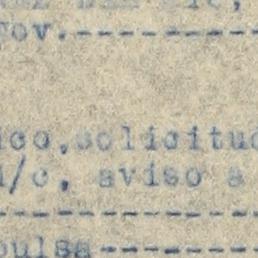 rov.-----------
ico,solicitud
d/c, aviso a
----------------
pulsa----------